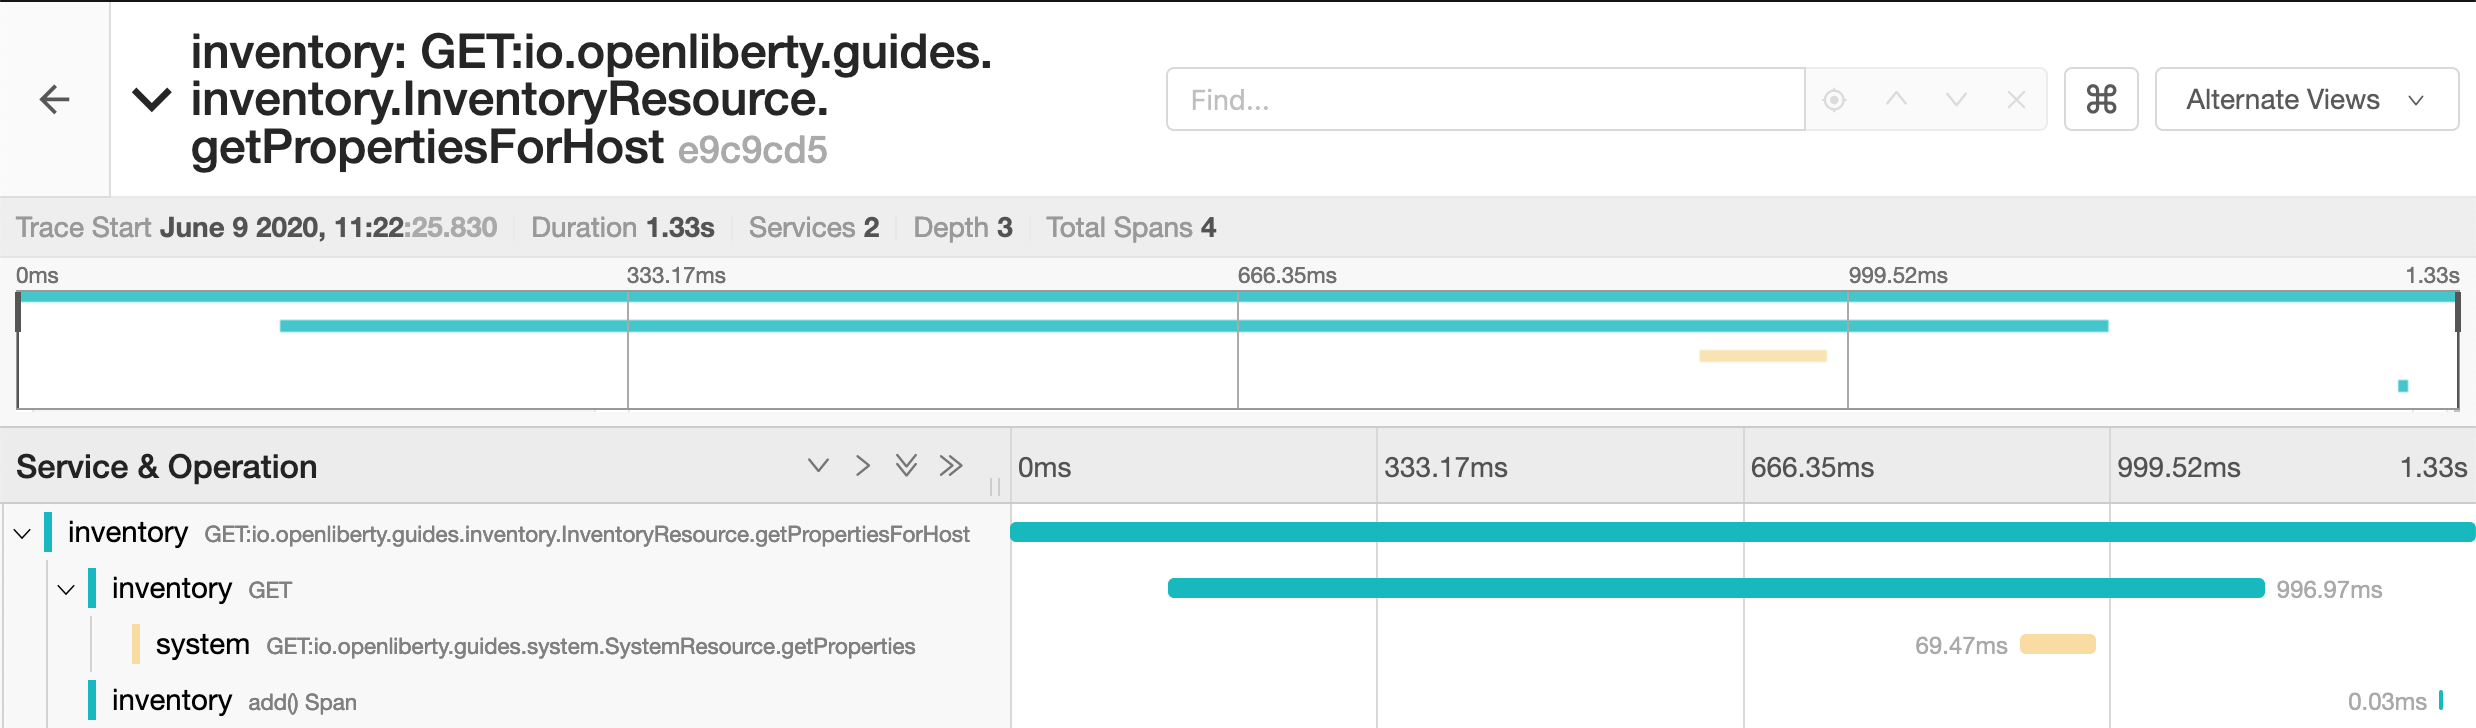 inventory: GET:io.openliberty.guides.
inventory.InventoryResource.
getPropertiesForHost e9c9cd5
Find...
Alternate Views
Trace Start June 9 2020, 11:22:25.830 Duration 1.33s Services 2 Depth 3 Total Spans 4
0ms 333.17ms 666.35ms 999.52ms 1.33s
Service & Operation 0ms 333.17ms 666.35ms 999.52ms 1.33s
inventory GET:io.openliberty.guides.inventory.InventoryResource.getPropertiesForHost
inventory GET 996.97ms
system GET:io.openliberty.guides.system.SystemResource.getProperties 69.47ms
inventory add() Span 0.03ms